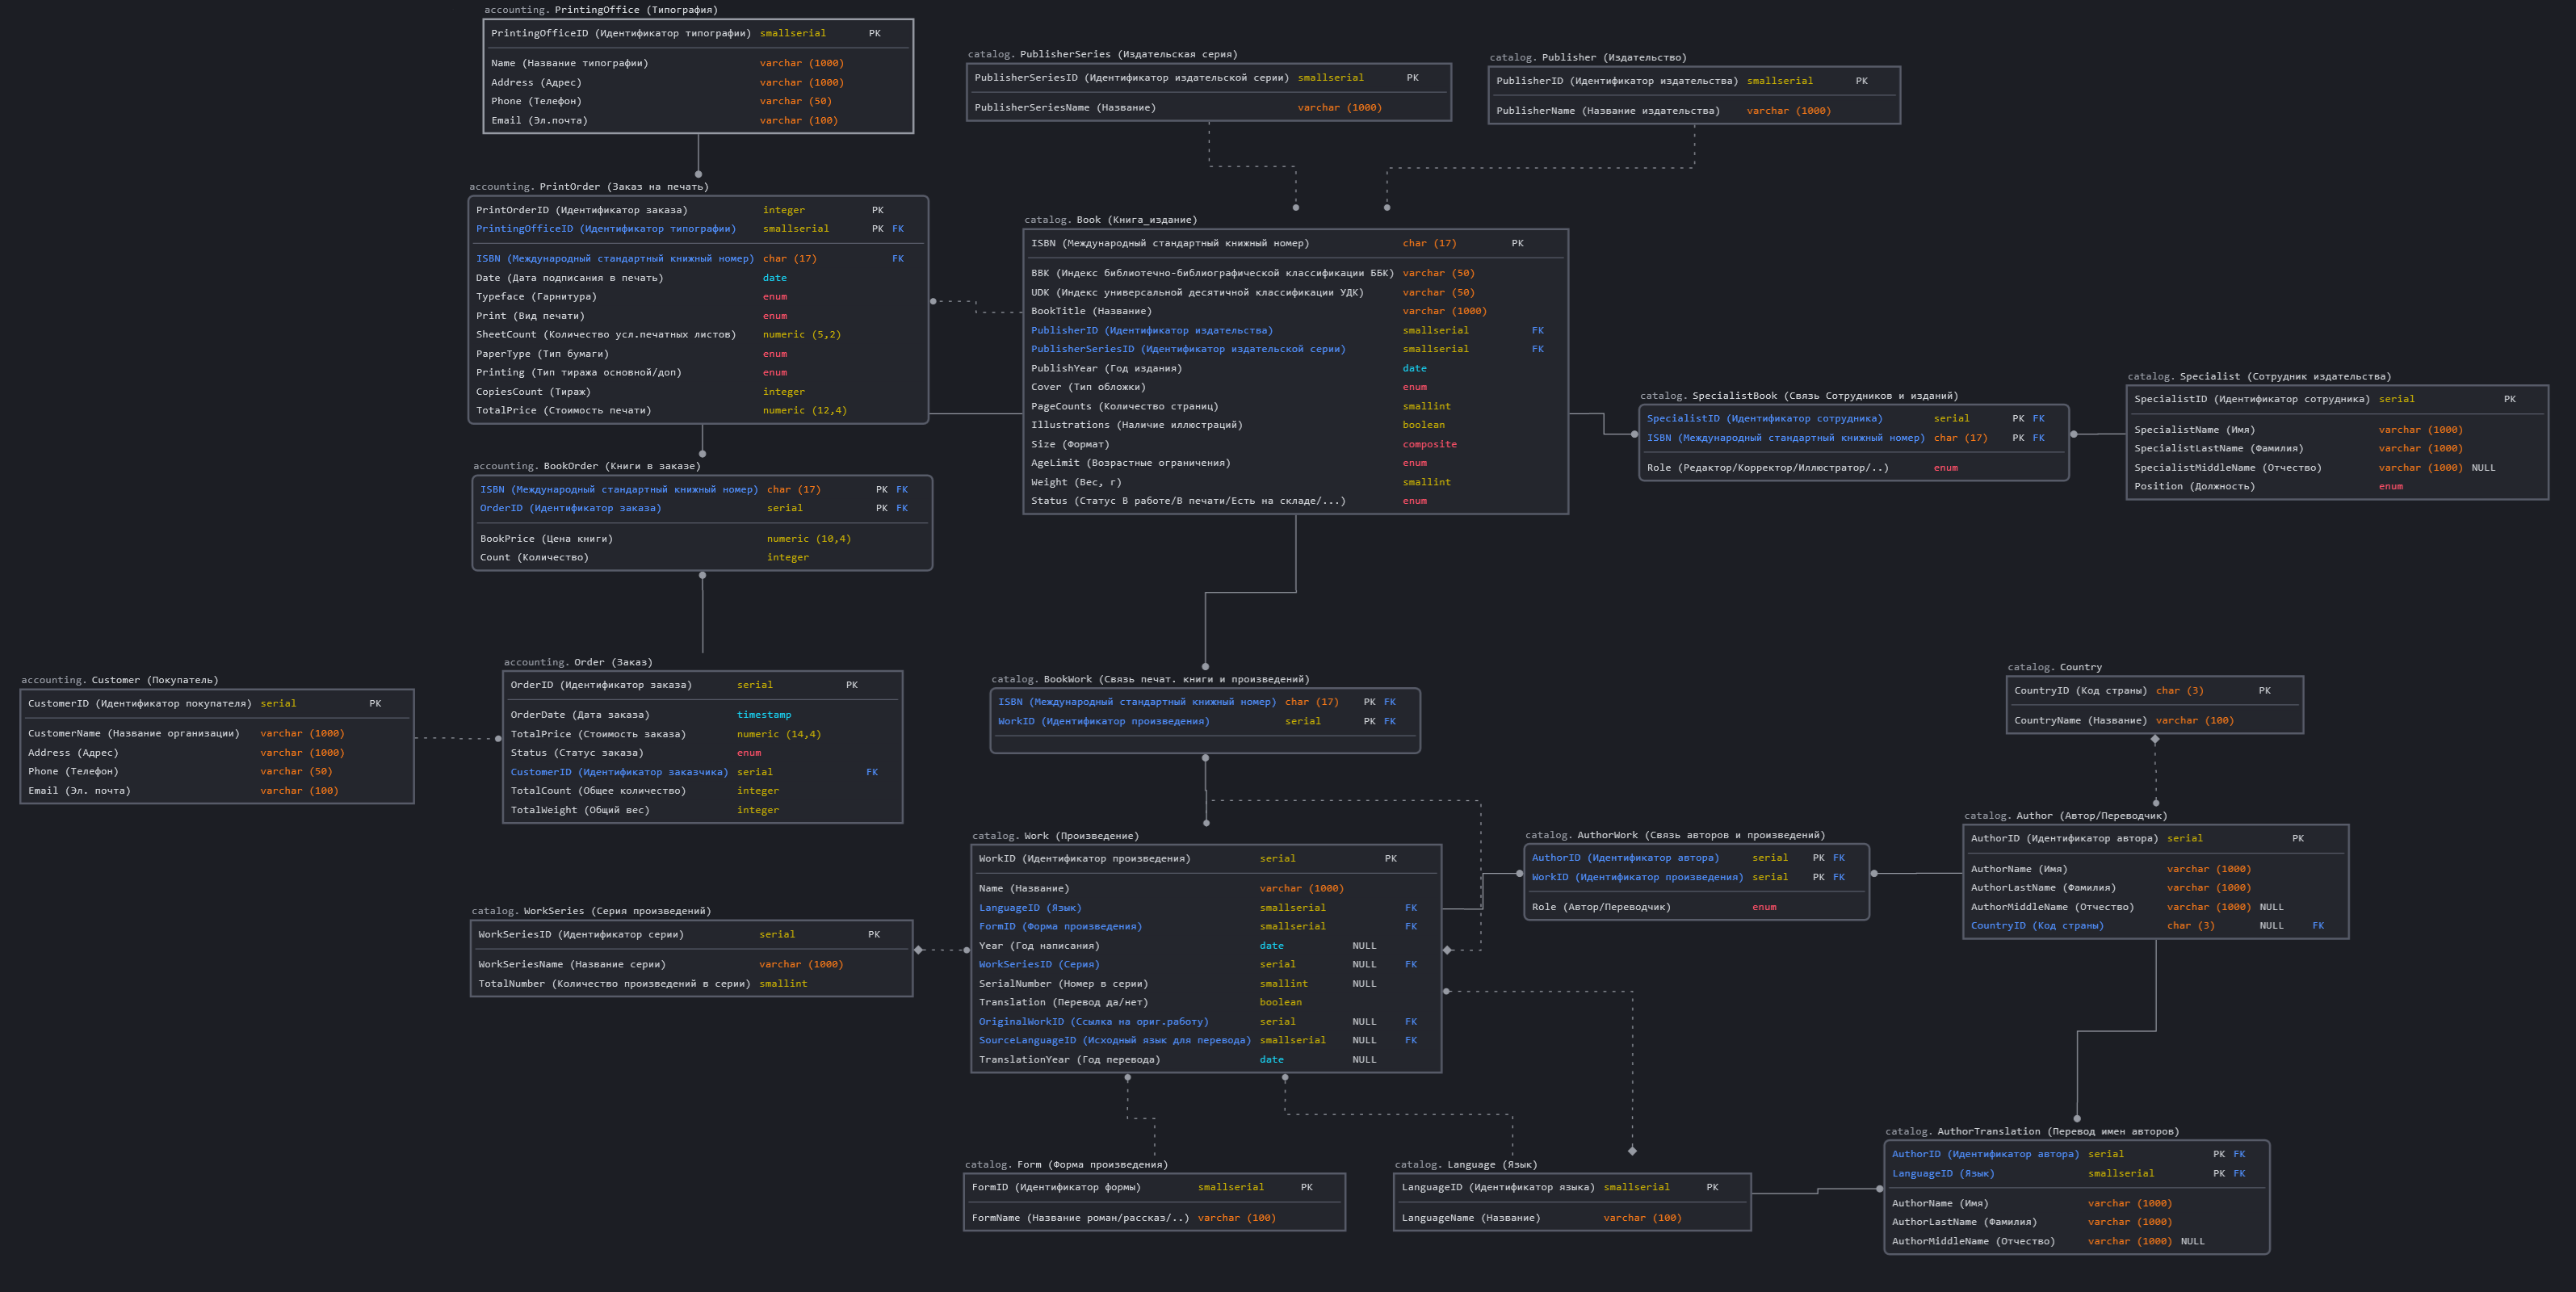 accounting. PrintingOffice (Типография)
PrintingOfficeID (Идентификатор типографии) smallserial PK
Name (Название типографии) varchar (1000)
Address (Адрес) varchar (1000)
Phone (Телефон) varchar (50)
Email (Эл.почта) varchar (100)
catalog. PublisherSeries (Издательская серия)
PublisherSeriesID (Идентификатор издательской серии) smallserial PK
PublisherSeriesName (Название) varchar (1000)
catalog. Publisher (Издательство)
PublisherID (Идентификатор издательства) smallserial PK
PublisherName (Название издательства) varchar (1000)
accounting. PrintOrder (Заказ на печать)
PrintOrderID (Идентификатор заказа) integer PK
PrintingOfficeID (Идентификатор типографии) smallserial PK FK
ISBN (Международный стандартный книжный номер) char (17) FK
Date (Дата подписания в печать) date
Typeface (Гарнитура) enum
Print (Вид печати) enum
SheetCount (Количество усл.печатных листов) numeric (5,2)
PaperType (Тип бумаги) enum
Printing (Тип тиража основной/доп) enum
CopiesCount (Тираж) integer
TotalPrice (Стоимость печати) numeric (12,4)
catalog. Book (Книга_издание)
ISBN (Международный стандартный книжный номер) char (17) PK
BBK (Индекс библиотечно-библиографической классификации ББК) varchar (50)
UDK (Индекс универсальной десятичной классификации УДК) varchar (50)
BookTitle (Название) varchar (1000)
PublisherID (Идентификатор издательства) smallserial FK
PublisherSeriesID (Идентификатор издательской серии) smallserial FK
PublishYear (Год издания) date
Cover (Тип обложки) enum
PageCounts (Количество страниц) smallint
Illustrations (Наличие иллюстраций) boolean
Size (Формат) composite
AgeLimit (Возрастные ограничения) enum
Weight (Вес, г) smallint
Status (Статус В работе/В печати/Есть на складе/...) enum
catalog. SpecialistBook (Связь Сотрудников и изданий)
SpecialistID (Идентификатор сотрудника) serial PK FK
ISBN (Международный стандартный книжный номер) char (17) PK FK
Role (Редактор/Корректор/Иллюстратор/..) enum
catalog. Specialist (Сотрудник издательства)
SpecialistID (Идентификатор сотрудника) serial PK
SpecialistName (Имя) varchar (1000)
SpecialistLastName (Фамилия) varchar (1000)
SpecialistMiddleName (Отчество) varchar (1000) NULL
Position (Должность) enum
accounting. BookOrder (Книги в заказе)
ISBN (Международный стандартный книжный номер) char (17) PK FK
OrderID (Идентификатор заказа) serial PK FK
BookPrice (Цена книги) numeric (10,4)
Count (Количество) integer
accounting. Customer (Покупатель)
CustomerID (Идентификатор покупателя) serial PK
CustomerName (Название организации) varchar (1000)
Address (Адрес) varchar (1000)
Phone (Телефон) varchar (50)
Email (Эл. почта) varchar (100)
accounting. Order (Заказ)
OrderID (Идентификатор заказа) serial PK
OrderDate (Дата заказа) timestamp
TotalPrice (Стоимость заказа) numeric (14,4)
Status (Статус заказа) enum
CustomerID (Идентификатор заказчика) serial FK
TotalCount (Общее количество) integer
TotalWeight (Общий вес) integer
catalog. BookWork (Связь печат. книги и произведений)
ISBN (Международный стандартный книжный номер) char (17) PK FK
WorkID (Идентификатор произведения) serial PK FK
catalog. Country
CountryID (Код страны) char (3) PK
CountryName (Название) varchar (100)
catalog. Work (Произведение)
WorkID (Идентификатор произведения) serial PK
Name (Название) varchar (1000)
LanguageID (Язык) smallserial FK
FormID (Форма произведения) smallserial FK
Year (Год написания) date NULL
WorkSeriesID (Серия) serial NULL FK
SerialNumber (Номер в серии) smallint NULL
Translation (Перевод да/нет) boolean
OriginalWorkID (Ссылка на ориг.работу) serial NULL FK
SourceLanguageID (Исходный язык для перевода) smallserial NULL FK
TranslationYear (Год перевода) date NULL
catalog. AuthorWork (Связь авторов и произведений)
AuthorID (Идентификатор автора) serial PK FK
WorkID (Идентификатор произведения) serial PK FK
Role (Автор/Переводчик) enum
catalog. Author (Автор/Переводчик)
AuthorID (Идентификатор автора) serial PK
AuthorName (Имя) varchar (1000)
AuthorLastName (Фамилия) varchar (1000)
AuthorMiddleName (Отчество) varchar (1000) NULL
CountryID (Код страны) char (3) NULL FK
catalog. WorkSeries (Серия произведений)
WorkSeriesID (Идентификатор серии) serial PK
WorkSeriesName (Название серии) varchar (1000)
TotalNumber (Количество произведений в серии) smallint
catalog. Form (Форма произведения)
FormID (Идентификатор формы) smallserial PK
FormName (Название роман/рассказ/..) varchar (100)
catalog. Language (Язык)
LanguageID (Идентификатор языка) smallserial PK
LanguageName (Название) varchar (100)
catalog. AuthorTranslation (Перевод имен авторов)
AuthorID (Идентификатор автора) serial PK FK
LanguageID (Язык) smallserial PK FK
AuthorName (Имя) varchar (1000)
AuthorLastName (Фамилия) varchar (1000)
AuthorMiddleName (Отчество) varchar (1000) NULL